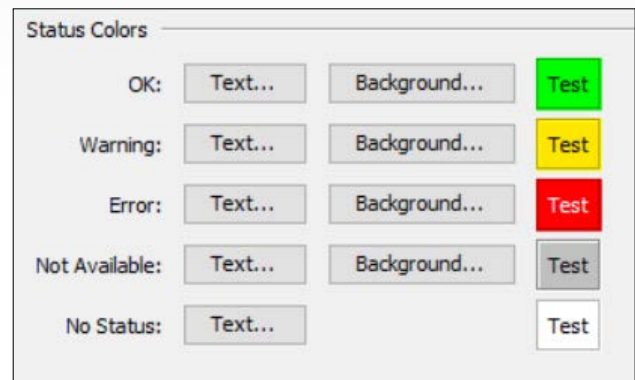 Status Colors
OK: Text... Background... Test
Warning: Text... Background... Test
Error: Text... Background... Test
Not Available: Text... Background... Test
No Status: Text... Test